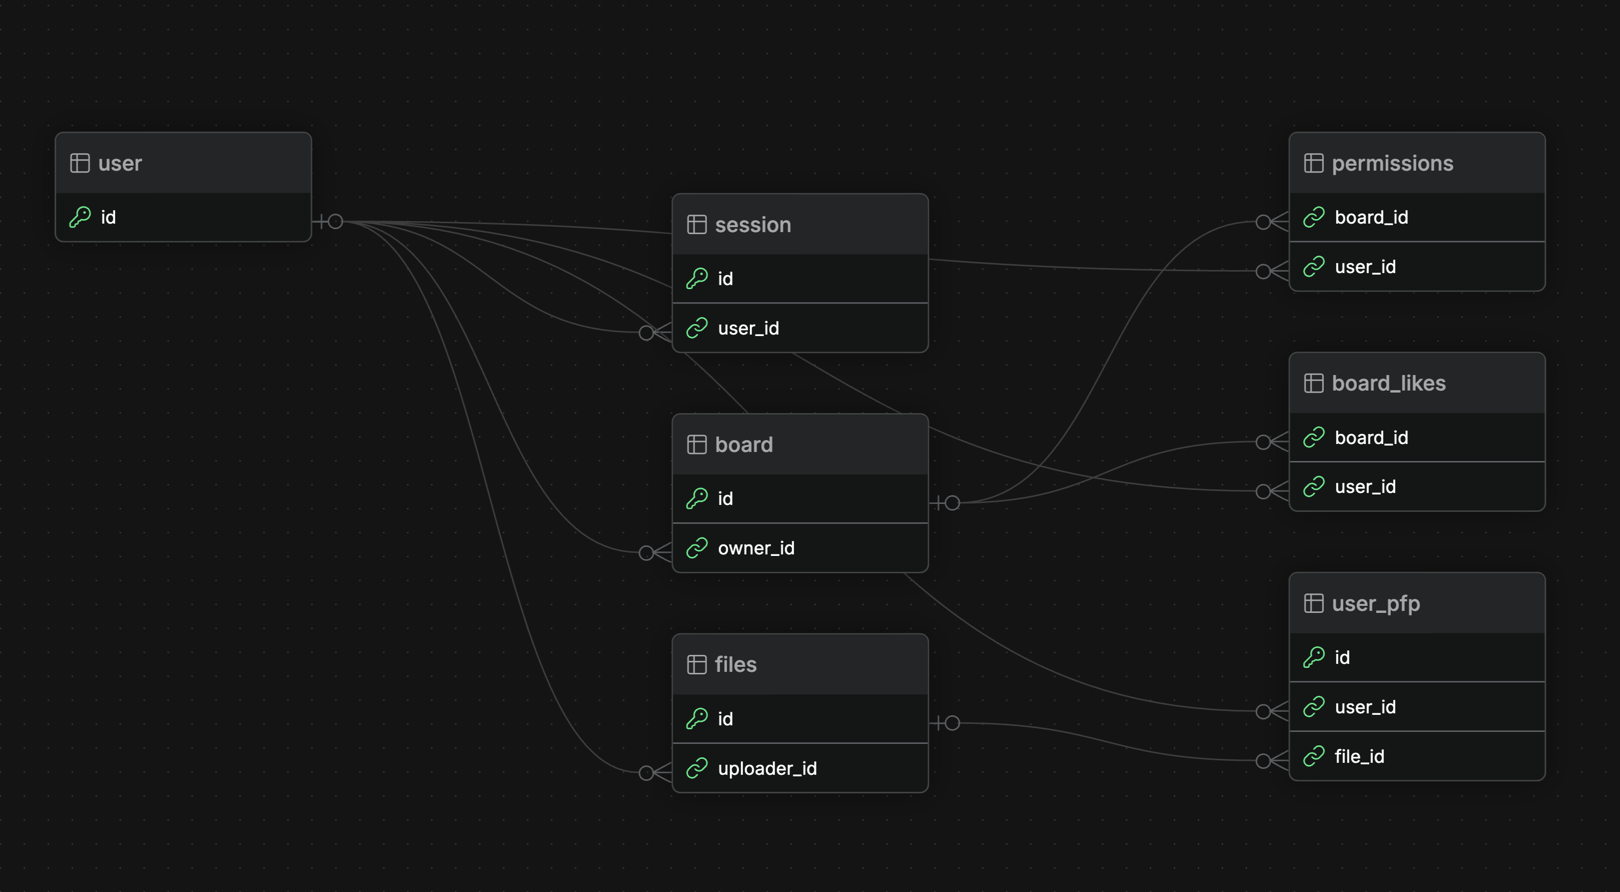 user
id
session
id
user_id
board
id
owner_id
files
id
uploader_id
permissions
board_id
user_id
board_likes
board_id
user_id
user_pfp
id
user_id
file_id